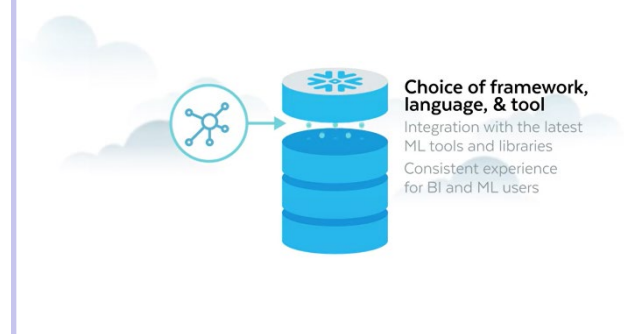 Choice of framework,
language, & tool
Integration with the latest
ML tools and libraries
Consistent experience
for BI and ML users